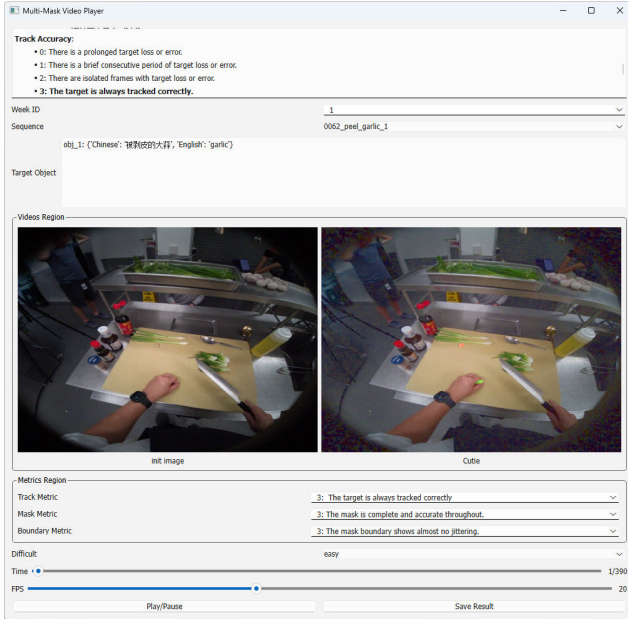 Multi-Mask Video Player
Track Accuracy:
• 0: There is a prolonged target loss or error.
• 1: There is a brief consecutive period of target loss or error.
• 2: There are isolated frames with target loss or error.
• 3: The target is always tracked correctly.
Week ID
1
Sequence
0062_peel_garlic_1
Target Object
obj_1: {'Chinese': '被剥皮的大蒜', 'English': 'garlic'}
Videos Region
init image
Cutie
Metrics Region
Track Metric
3: The target is always tracked correctly
Mask Metric
3: The mask is complete and accurate throughout.
Boundary Metric
3: The mask boundary shows almost no jittering.
Difficult
easy
Time
1/390
FPS
20
Play/Pause
Save Result